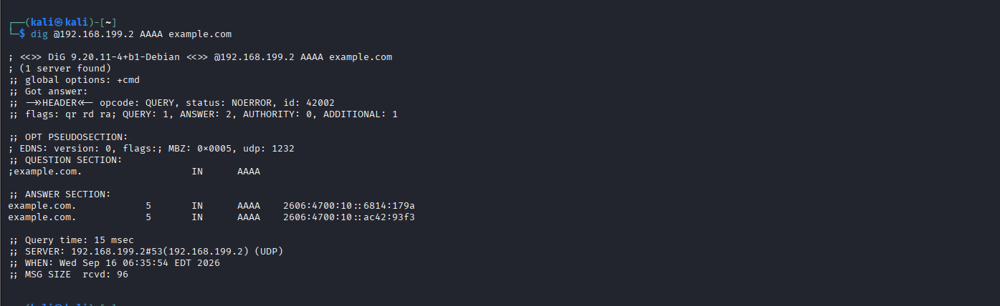 ┌──(kali㉿kali)-[~]
└─$ dig @192.168.199.2 AAAA example.com

; <<>> DiG 9.20.11-4+b1-Debian <<>> @192.168.199.2 AAAA example.com
; (1 server found)
;; global options: +cmd
;; Got answer:
;; ->>HEADER<<- opcode: QUERY, status: NOERROR, id: 42002
;; flags: qr rd ra; QUERY: 1, ANSWER: 2, AUTHORITY: 0, ADDITIONAL: 1

;; OPT PSEUDOSECTION:
; EDNS: version: 0, flags:; MBZ: 0x0005, udp: 1232
;; QUESTION SECTION:
;example.com.                   IN      AAAA

;; ANSWER SECTION:
example.com.            5       IN      AAAA    2606:4700:10::6814:179a
example.com.            5       IN      AAAA    2606:4700:10::ac42:93f3

;; Query time: 15 msec
;; SERVER: 192.168.199.2#53(192.168.199.2) (UDP)
;; WHEN: Wed Sep 16 06:35:54 EDT 2026
;; MSG SIZE  rcvd: 96